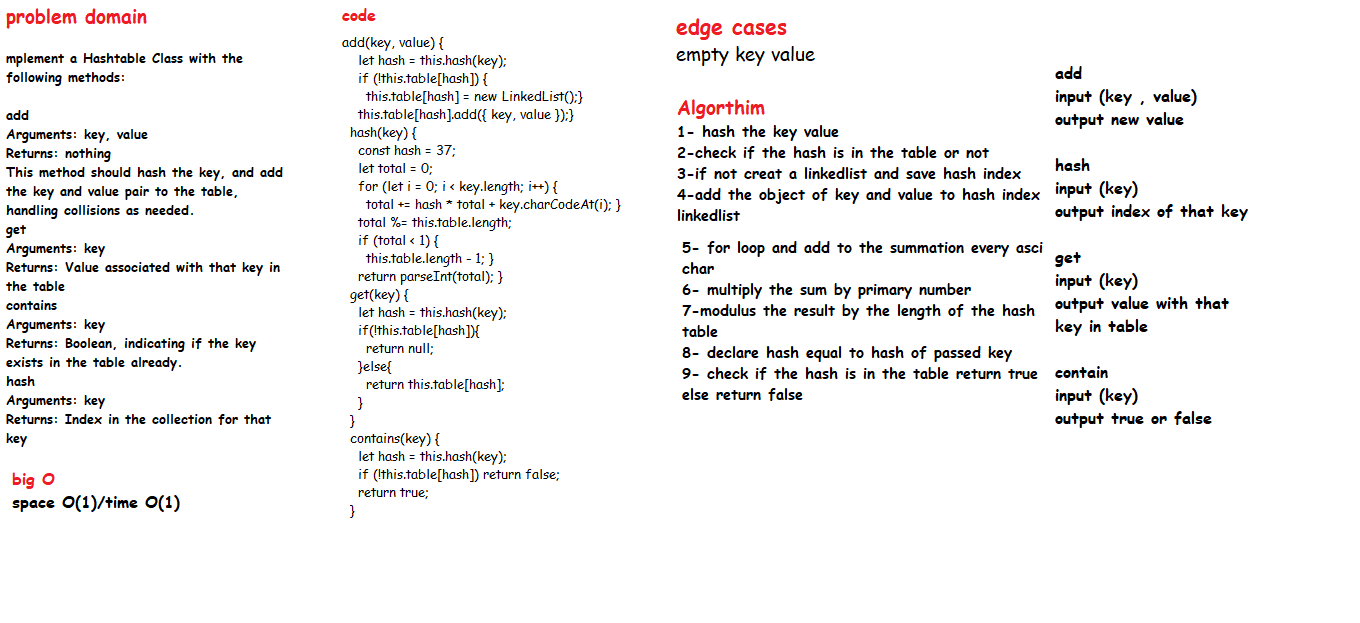 problem domain
mplement a Hashtable Class with the
following methods:
add
Arguments: key, value
Returns: nothing
This method should hash the key, and add
the key and value pair to the table,
handling collisions as needed.
get
Arguments: key
Returns: Value associated with that key in
the table
contains
Arguments: key
Returns: Boolean, indicating if the key
exists in the table already.
hash
Arguments: key
Returns: Index in the collection for that
key
big O
space O(1)/time O(1)
code
add(key, value) {
let hash = this.hash(key);
if (!this.table[hash]) {
this.table[hash] = new LinkedList();}
this.table[hash].add({ key, value });}
hash(key) {
const hash = 37;
let total = 0;
for (let i = 0; i < key.length; i++) {
total += hash * total + key.charCodeAt(i); }
total %= this.table.length;
if (total < 1) {
this.table.length - 1; }
return parseInt(total); }
get(key) {
let hash = this.hash(key);
if(!this.table[hash]){
return null;
}else{
return this.table[hash];
}
}
contains(key) {
let hash = this.hash(key);
if (!this.table[hash]) return false;
return true;
}
edge cases
empty key value
Algorthim
1- hash the key value
2-check if the hash is in the table or not
3-if not creat a linkedlist and save hash index
4-add the object of key and value to hash index
linkedlist
5- for loop and add to the summation every asci
char
6- multiply the sum by primary number
7-modulus the result by the length of the hash
table
8- declare hash equal to hash of passed key
9- check if the hash is in the table return true
else return false
add
input (key , value)
output new value
hash
input (key)
output index of that key
get
input (key)
output value with that
key in table
contain
input (key)
output true or false